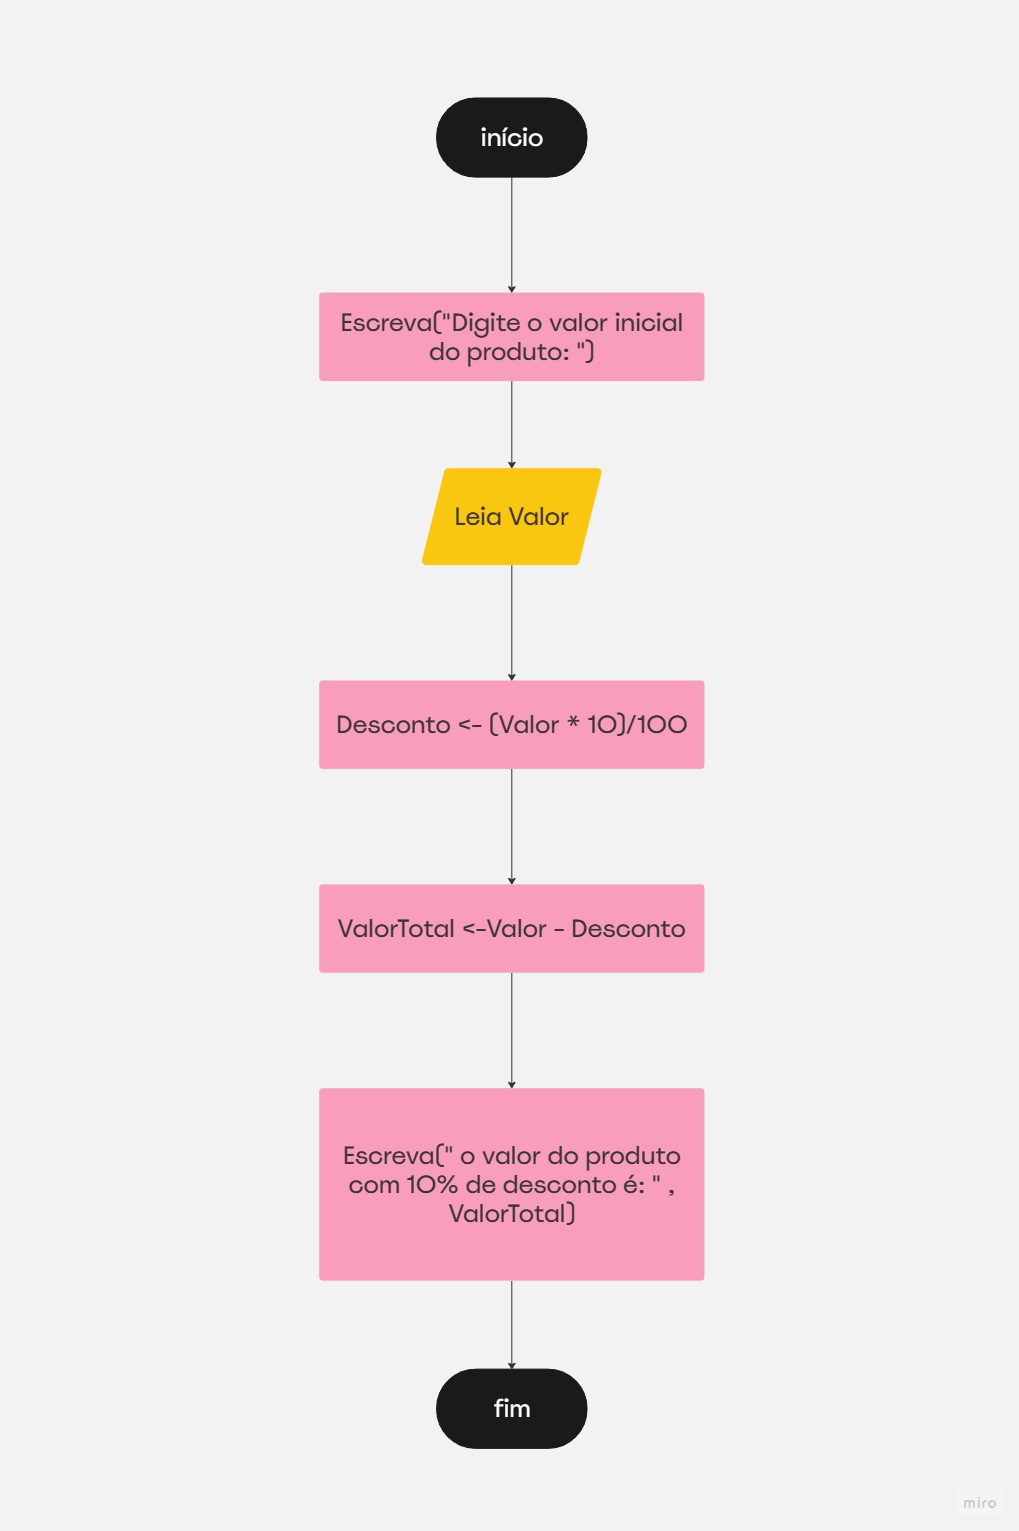 início
Escreva("Digite o valor inicial
do produto: ")
Leia Valor
Desconto <- (Valor * 10)/100
ValorTotal <-Valor - Desconto
Escreva(" o valor do produto
com 10% de desconto é: " ,
ValorTotal)
fim
miro